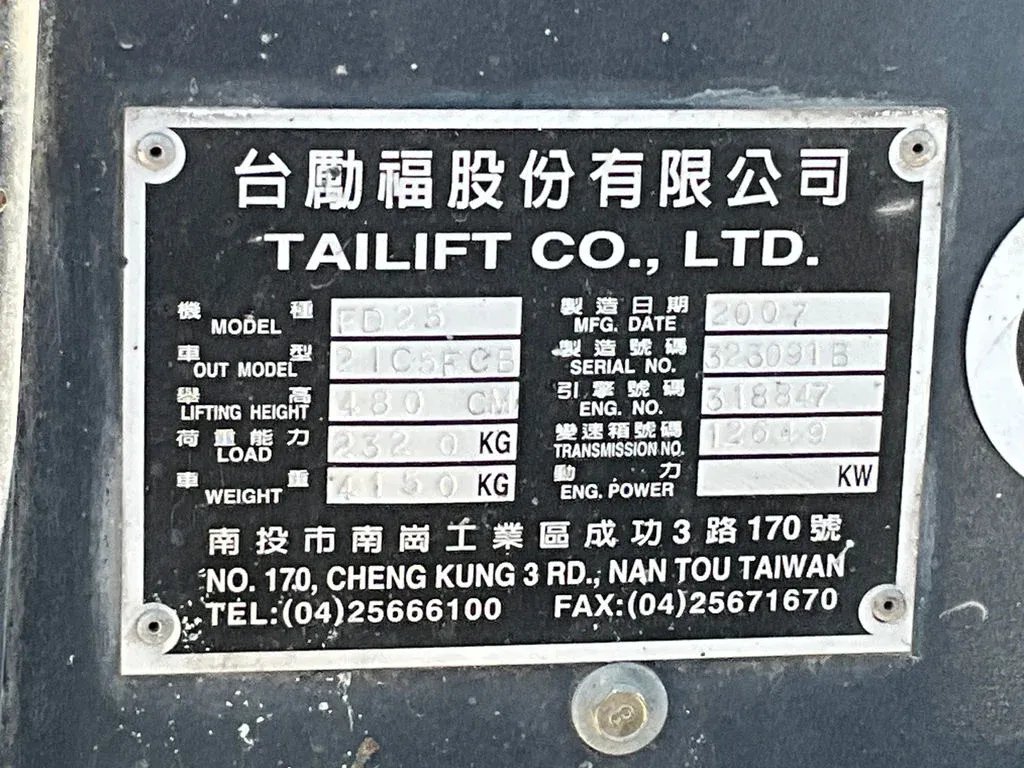 台勵福股份有限公司
TAILIFT CO., LTD.
機種 MODEL FD25
製造日期 MFG. DATE 2007
車型 OUT MODEL 21C5FCB
製造號碼 SERIAL NO. 323091B
舉高 LIFTING HEIGHT 480 CM
引擎號碼 ENG. NO. 318847
荷重能力 LOAD 2320 KG
變速箱號碼 TRANSMISSION NO. 12649
車重 WEIGHT 4150 KG
動力 ENG. POWER KW
南投市南崗工業區成功3路170號
NO. 170, CHENG KUNG 3 RD., NAN TOU TAIWAN
TEL:(04)25666100 FAX:(04)25671670